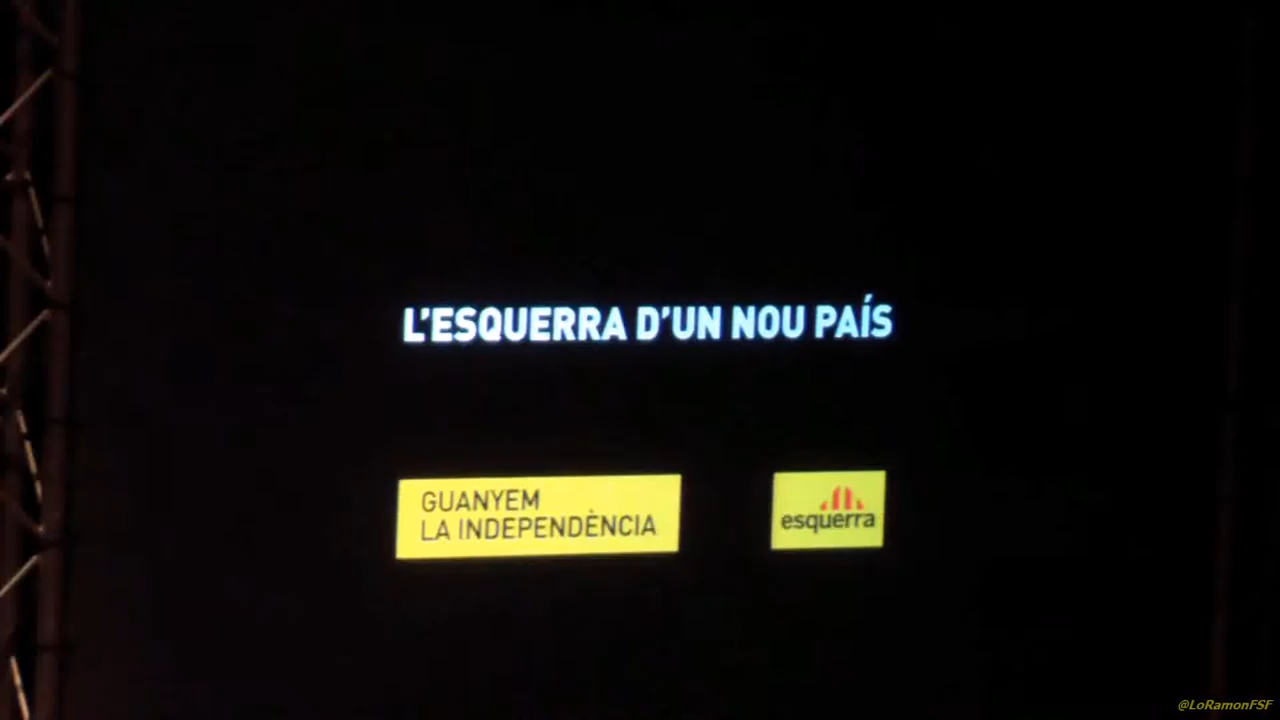 L'ESQUERRA D'UN NOU PAÍS
GUANYEM
LA INDEPENDÈNCIA
esquerra
@LoRamonFSF